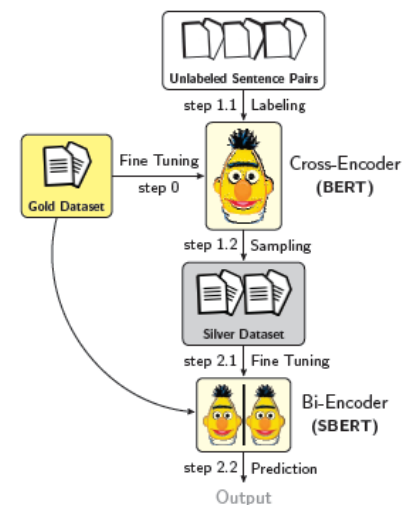 Unlabeled Sentence Pairs
step 1.1 Labeling
Fine Tuning
step 0
Gold Dataset
Cross-Encoder
(BERT)
step 1.2 Sampling
Silver Dataset
step 2.1 Fine Tuning
Bi-Encoder
(SBERT)
step 2.2 Prediction
Output